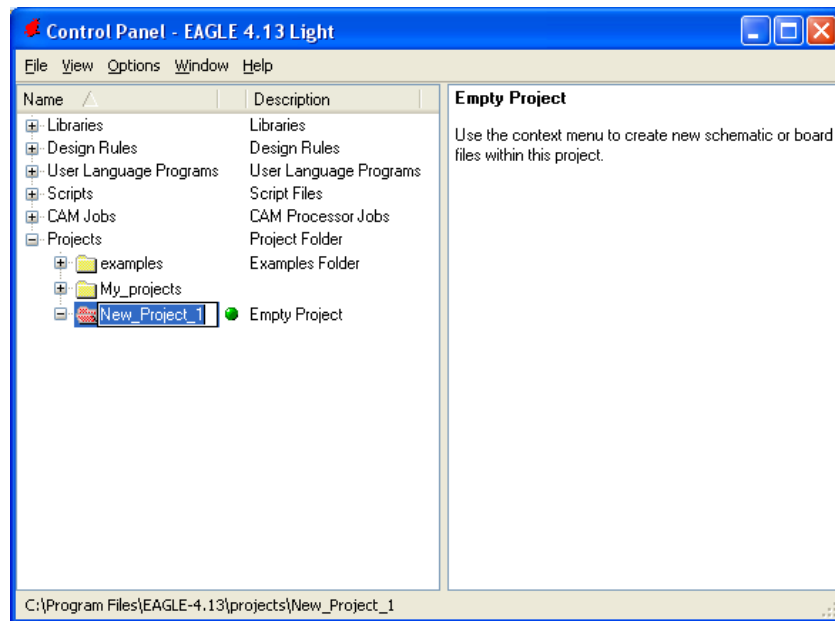 Control Panel - EAGLE 4.13 Light
File View Options Window Help
Name Description
Libraries Libraries
Design Rules Design Rules
User Language Programs User Language Programs
Scripts Script Files
CAM Jobs CAM Processor Jobs
Projects Project Folder
examples Examples Folder
My_projects
New_Project_1 Empty Project
Empty Project
Use the context menu to create new schematic or board
files within this project.
C:\Program Files\EAGLE-4.13\projects\New_Project_1